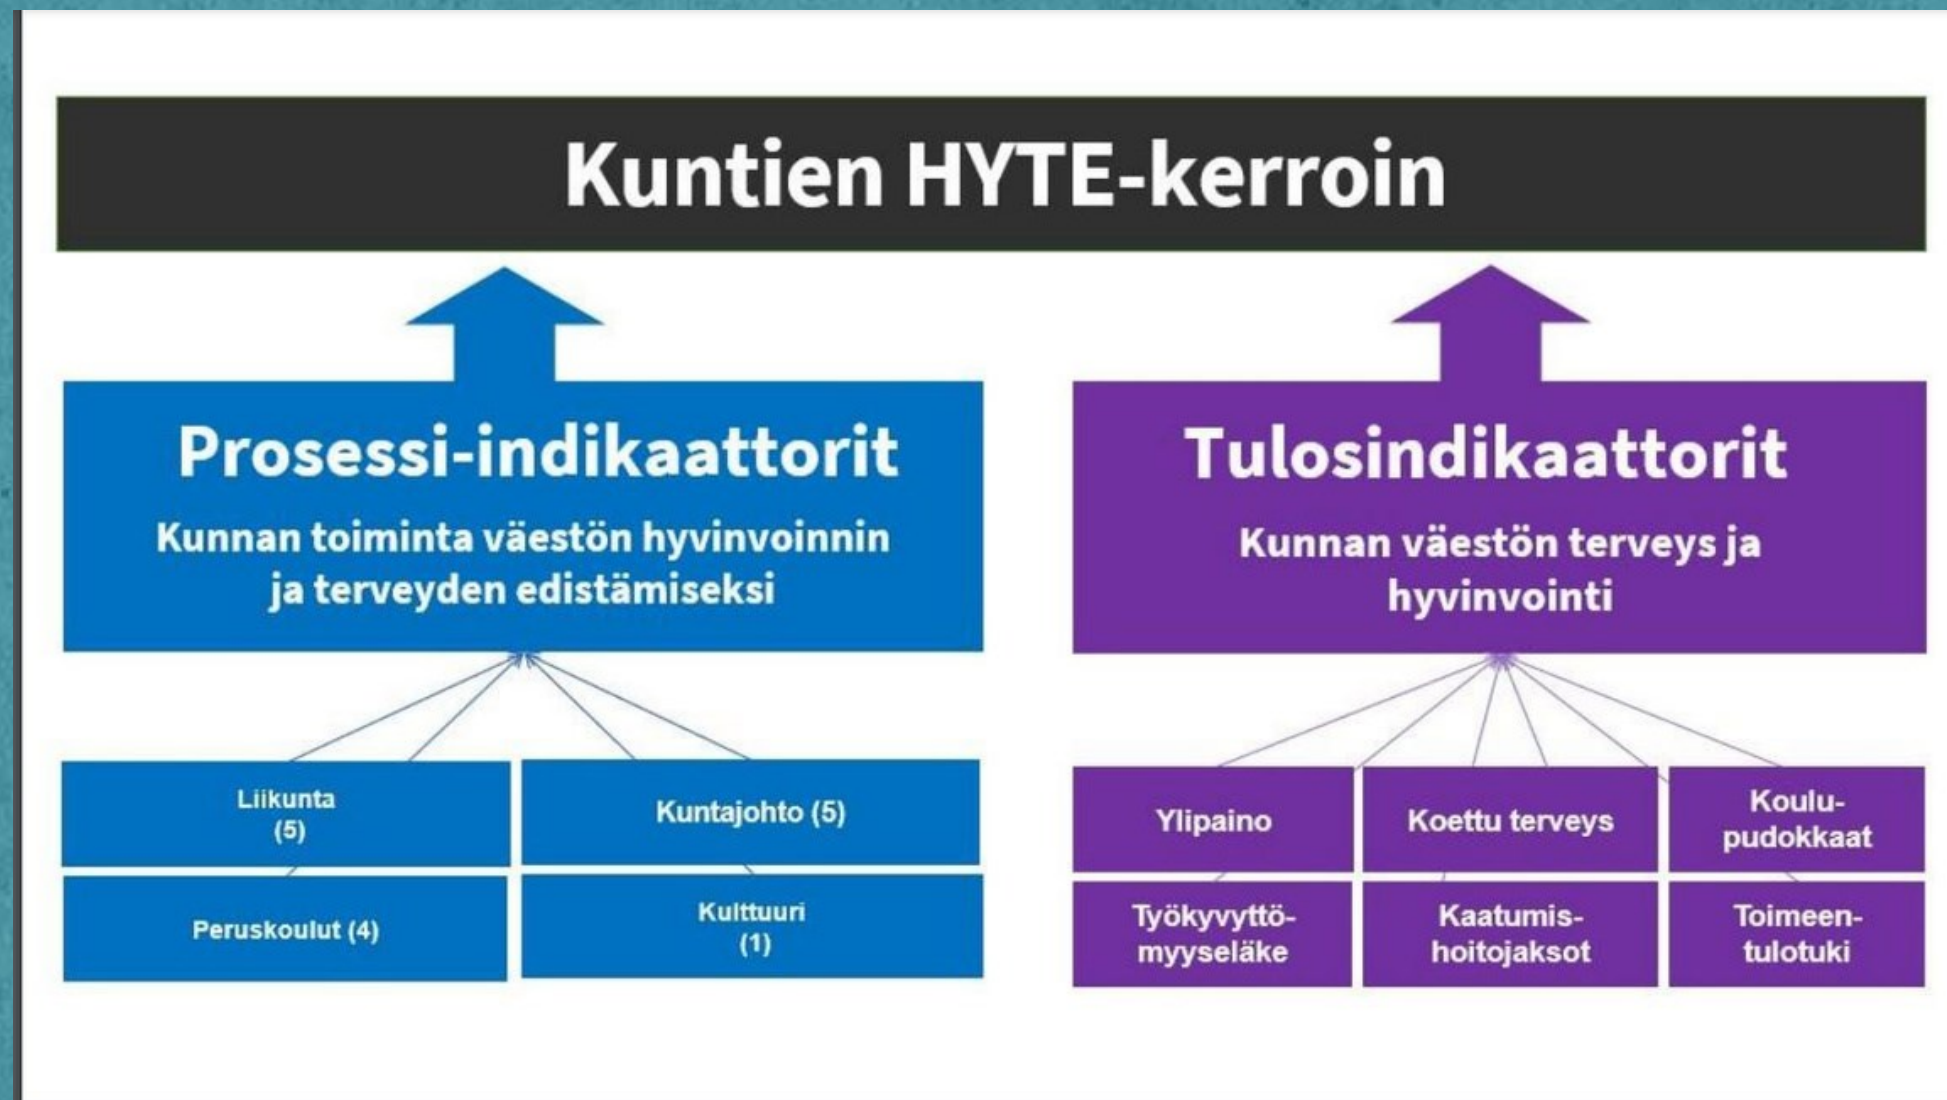 Kuntien HYTE-kerroin
Prosessi-indikaattorit
Kunnan toiminta väestön hyvinvoinnin
ja terveyden edistämiseksi
Liikunta
(5)
Kuntajohto (5)
Peruskoulut (4)
Kulttuuri
(1)
Tulosindikaattorit
Kunnan väestön terveys ja
hyvinvointi
Ylipaino
Koettu terveys
Koulu-
pudokkaat
Työkyvyttö-
myyseläke
Kaatumis-
hoitojaksot
Toimeen-
tulotuki